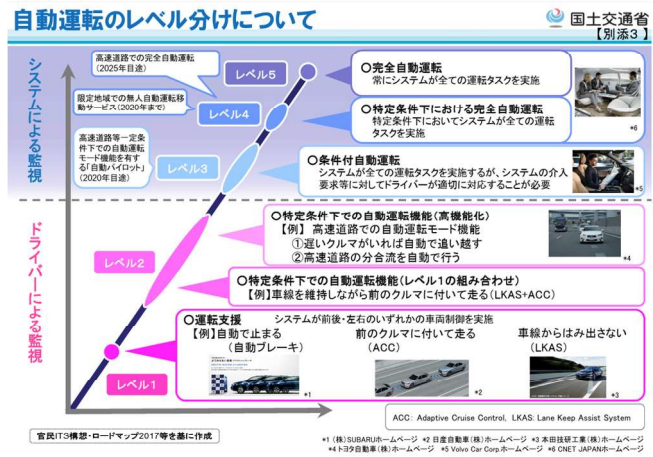 自動運転のレベル分けについて
国土交通省
【別添3】
システムによる監視
ドライバーによる監視
高速道路での完全自動運転
(2025年目途)
限定地域での無人自動運転移
動サービス(2020年まで)
高速道路等一定条
件下での自動運転
モード機能を有す
る「自動パイロット」
(2020年目途)
レベル5
レベル4
レベル3
レベル2
レベル1
○完全自動運転
常にシステムが全ての運転タスクを実施
○特定条件下における完全自動運転
特定条件下においてシステムが全ての運転
タスクを実施
*6
○条件付自動運転
システムが全ての運転タスクを実施するが、システムの介入
要求等に対してドライバーが適切に対応することが必要
*5
○特定条件下での自動運転機能(高機能化)
【例】 高速道路での自動運転モード機能
①遅いクルマがいれば自動で追い越す
②高速道路の分合流を自動で行う
*4
○特定条件下での自動運転機能(レベル1の組み合わせ)
【例】車線を維持しながら前のクルマに付いて走る(LKAS+ACC)
○運転支援 システムが前後・左右のいずれかの車両制御を実施
【例】自動で止まる
(自動ブレーキ)
*1
前のクルマに付いて走る
(ACC)
*2
車線からはみ出さない
(LKAS)
*3
ACC: Adaptive Cruise Control, LKAS: Lane Keep Assist System
官民ITS構想・ロードマップ2017等を基に作成
*1 (株)SUBARUホームページ *2 日産自動車(株)ホームページ *3 本田技研工業(株)ホームページ
*4 トヨタ自動車(株)ホームページ *5 Volvo Car Corp.ホームページ *6 CNET JAPANホームページ